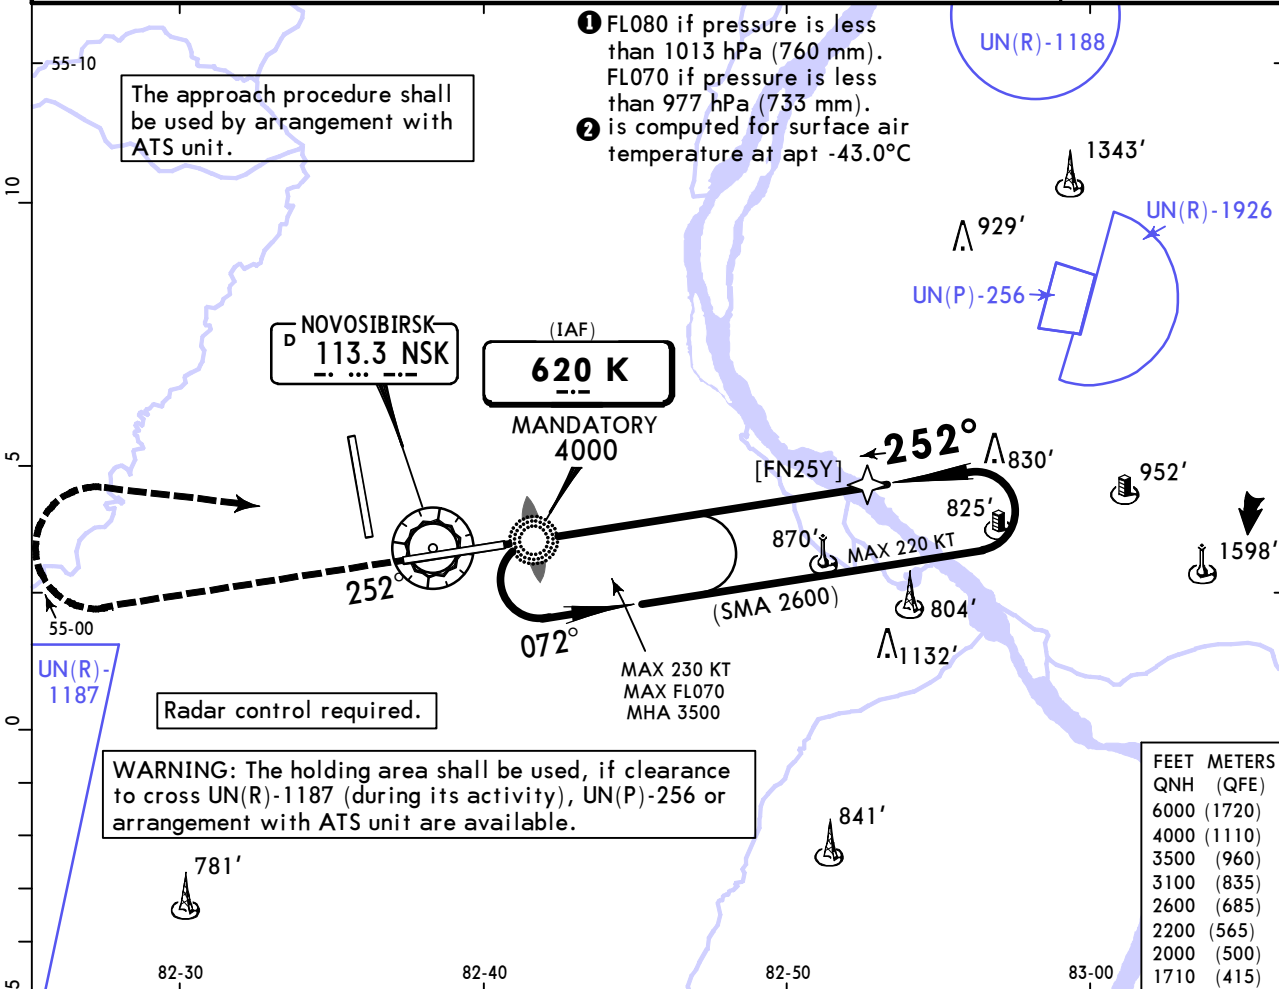 ❶ FL080 if pressure is less
than 1013 hPa (760 mm).
FL070 if pressure is less
than 977 hPa (733 mm).
❷ is computed for surface air
temperature at apt -43.0°C
UN(R)-1188
55-10
The approach procedure shall
be used by arrangement with
ATS unit.
1343'
10
UN(R)-1926
929'
UN(P)-256
NOVOSIBIRSK
D 113.3 NSK
(IAF)
620 K
MANDATORY
4000
252°
[FN25Y]
830'
952'
5
825'
870'
MAX 220 KT
1598'
252°
(SMA 2600)
804'
55-00
072°
1132'
UN(R)-
1187
MAX 230 KT
MAX FL070
MHA 3500
Radar control required.
0
WARNING: The holding area shall be used, if clearance
to cross UN(R)-1187 (during its activity), UN(P)-256 or
arrangement with ATS unit are available.
FEET METERS
QNH (QFE)
6000 (1720)
4000 (1110)
3500 (960)
3100 (835)
2600 (685)
2200 (565)
2000 (500)
1710 (415)
841'
781'
5
82-30
82-40
82-50
83-00